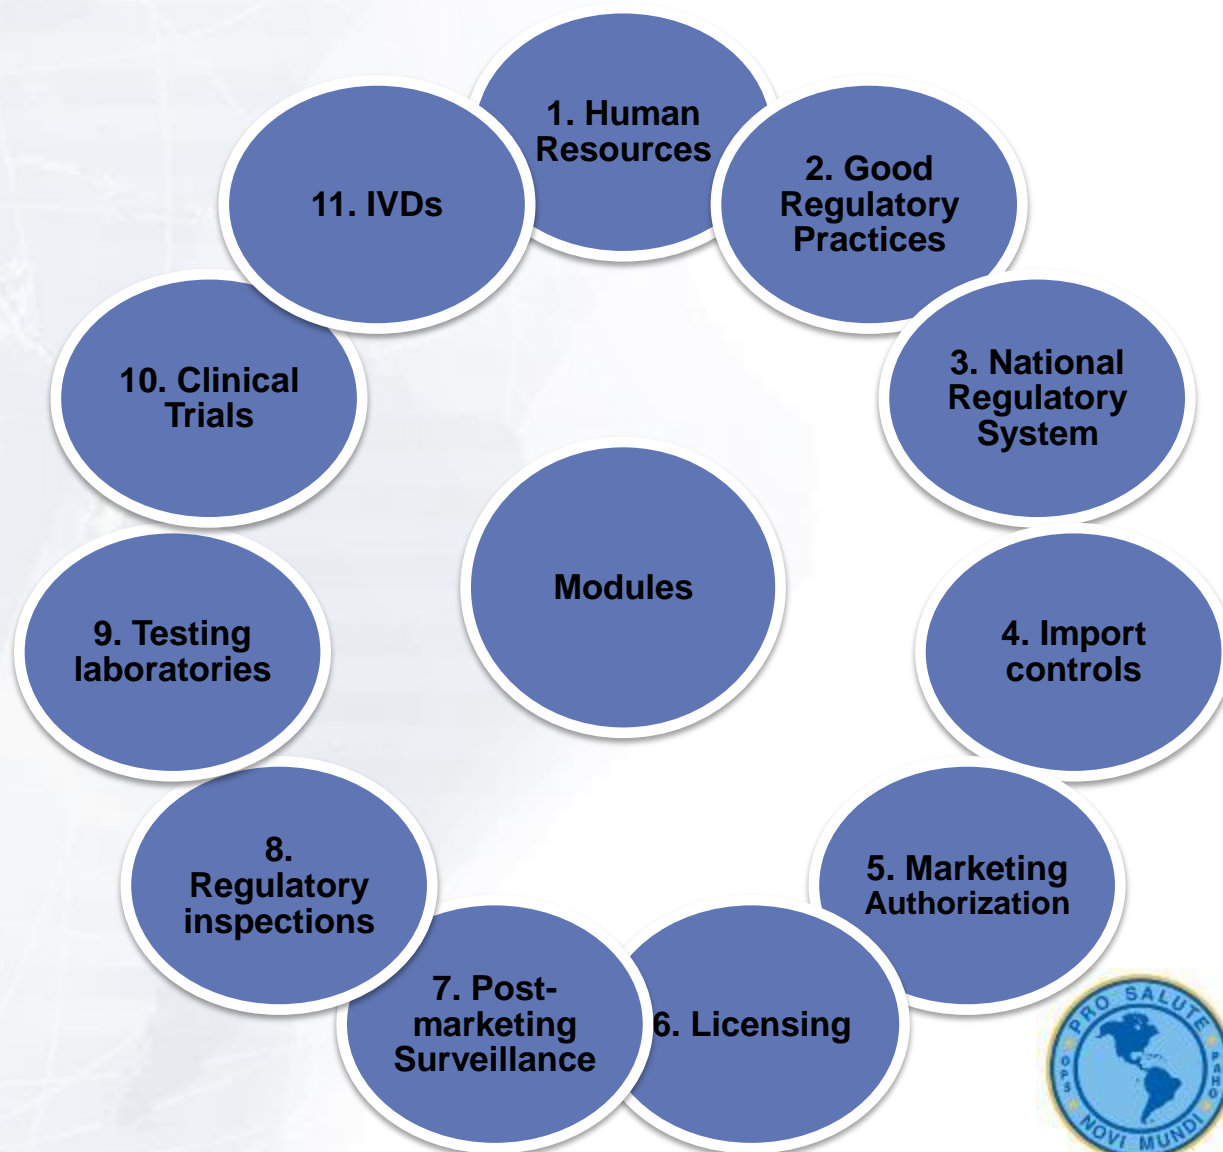 1. Human
Resources
2. Good
Regulatory
Practices
3. National
Regulatory
System
4. Import
controls
5. Marketing
Authorization
6. Licensing
7. Post-
marketing
Surveillance
8.
Regulatory
inspections
9. Testing
laboratories
10. Clinical
Trials
11. IVDs
Modules
PRO SALUTE
OPS
PAHO
NOVI MUNDI